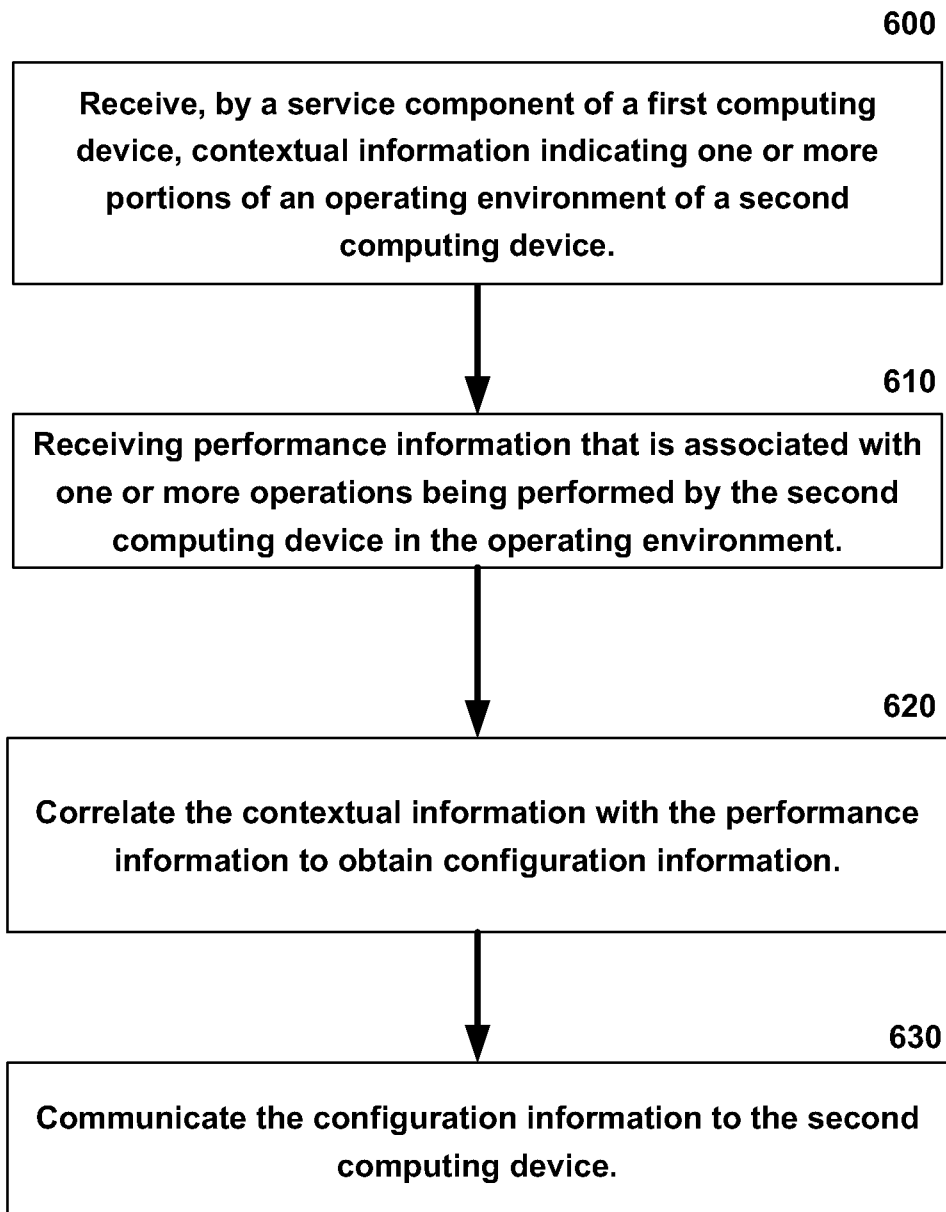 600
Receive, by a service component of a first computing
device, contextual information indicating one or more
portions of an operating environment of a second
computing device.
610
Receiving performance information that is associated with
one or more operations being performed by the second
computing device in the operating environment.
620
Correlate the contextual information with the performance
information to obtain configuration information.
630
Communicate the configuration information to the second
computing device.